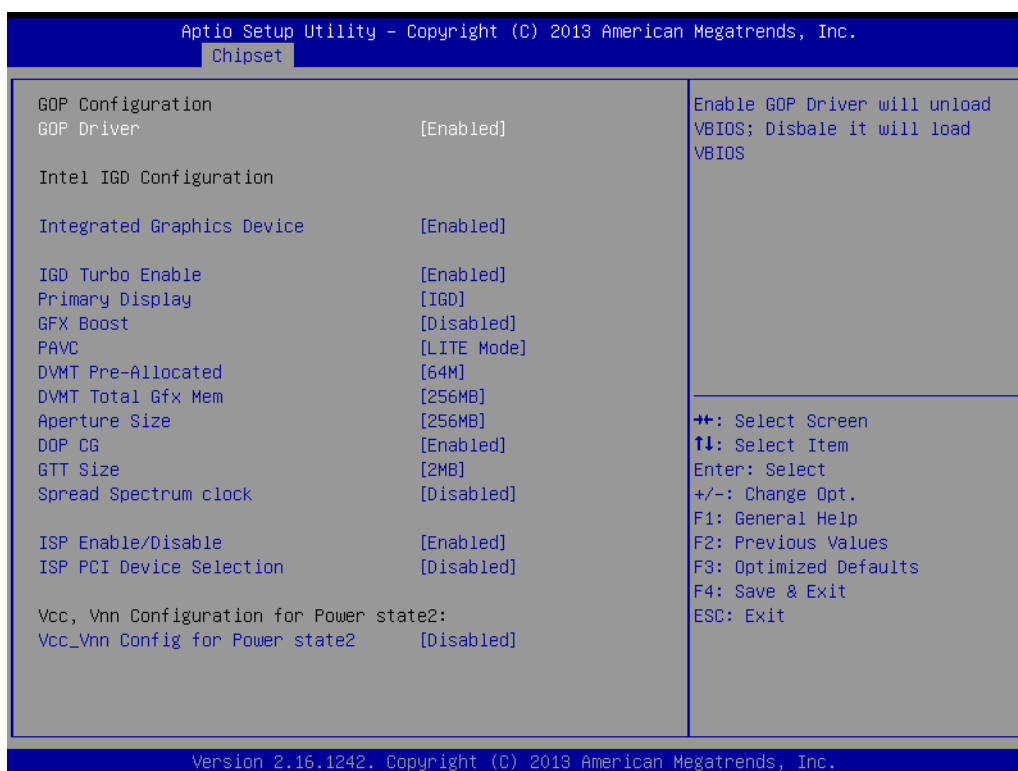 Aptio Setup Utility – Copyright (C) 2013 American Megatrends, Inc.
Chipset
GOP Configuration
GOP Driver [Enabled]
Intel IGD Configuration
Integrated Graphics Device [Enabled]
IGD Turbo Enable [Enabled]
Primary Display [IGD]
GFX Boost [Disabled]
PAVC [LITE Mode]
DVMT Pre-Allocated [64M]
DVMT Total Gfx Mem [256MB]
Aperture Size [256MB]
DOP CG [Enabled]
GTT Size [2MB]
Spread Spectrum clock [Disabled]
ISP Enable/Disable [Enabled]
ISP PCI Device Selection [Disabled]
Vcc, Vnn Configuration for Power state2:
Vcc_Vnn Config for Power state2 [Disabled]
Enable GOP Driver will unload
VBIOS; Disbale it will load
VBIOS
→←: Select Screen
↑↓: Select Item
Enter: Select
+/-: Change Opt.
F1: General Help
F2: Previous Values
F3: Optimized Defaults
F4: Save & Exit
ESC: Exit
Version 2.16.1242. Copyright (C) 2013 American Megatrends, Inc.